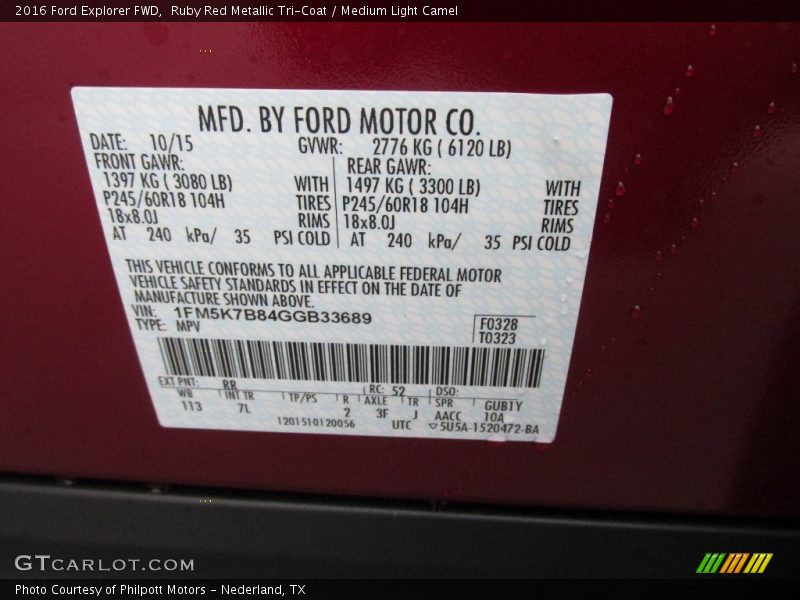 2016 Ford Explorer FWD, Ruby Red Metallic Tri-Coat / Medium Light Camel
MFD. BY FORD MOTOR CO.
DATE: 10/15 GVWR: 2776 KG ( 6120 LB)
FRONT GAWR: REAR GAWR:
1397 KG ( 3080 LB) WITH 1497 KG ( 3300 LB) WITH
P245/60R18 104H TIRES P245/60R18 104H TIRES
18x8.0J RIMS 18x8.0J RIMS
AT 240 kPa/ 35 PSI COLD AT 240 kPa/ 35 PSI COLD
THIS VEHICLE CONFORMS TO ALL APPLICABLE FEDERAL MOTOR
VEHICLE SAFETY STANDARDS IN EFFECT ON THE DATE OF
MANUFACTURE SHOWN ABOVE.
VIN: 1FM5K7B84GGB33689 F0328
TYPE: MPV T0323
EXT PNT: RR RC: 52 DSO:
WB INT TR TP/PS R AXLE TR SPR GUB1Y
113 7L 2 3F J AACC 10A
1201510120056 UTC ▽5U5A-1520472-BA
GTCARLOT.COM
Photo Courtesy of Philpott Motors - Nederland, TX